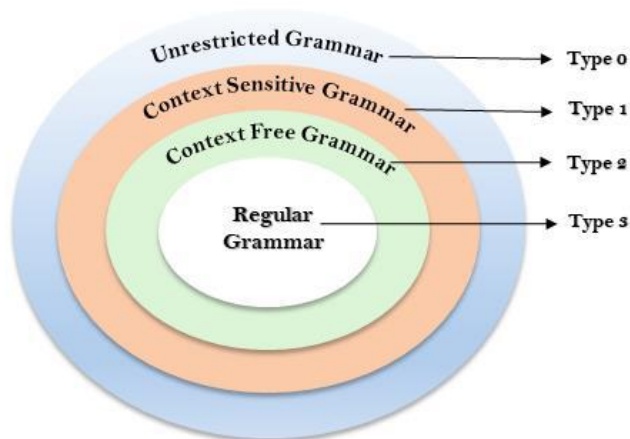 Unrestricted Grammar
Type 0
Context Sensitive Grammar
Type 1
Context Free Grammar
Type 2
Regular
Grammar
Type 3